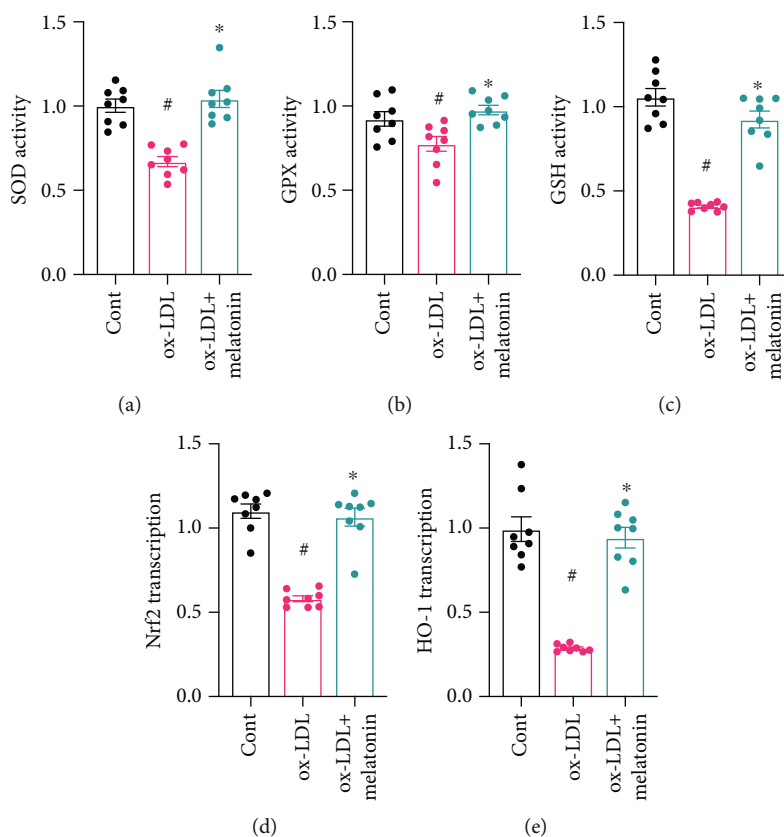 SOD activity
1.5
1.0
0.5
0.0
#
*
Cont
ox-LDL
ox-LDL+
melatonin
(a)
GPX activity
1.5
1.0
0.5
0.0
#
*
Cont
ox-LDL
ox-LDL+
melatonin
(b)
GSH activity
1.5
1.0
0.5
0.0
#
*
Cont
ox-LDL
ox-LDL+
melatonin
(c)
Nrf2 transcription
1.5
1.0
0.5
0.0
#
*
Cont
ox-LDL
ox-LDL+
melatonin
(d)
HO-1 transcription
1.5
1.0
0.5
0.0
#
*
Cont
ox-LDL
ox-LDL+
melatonin
(e)